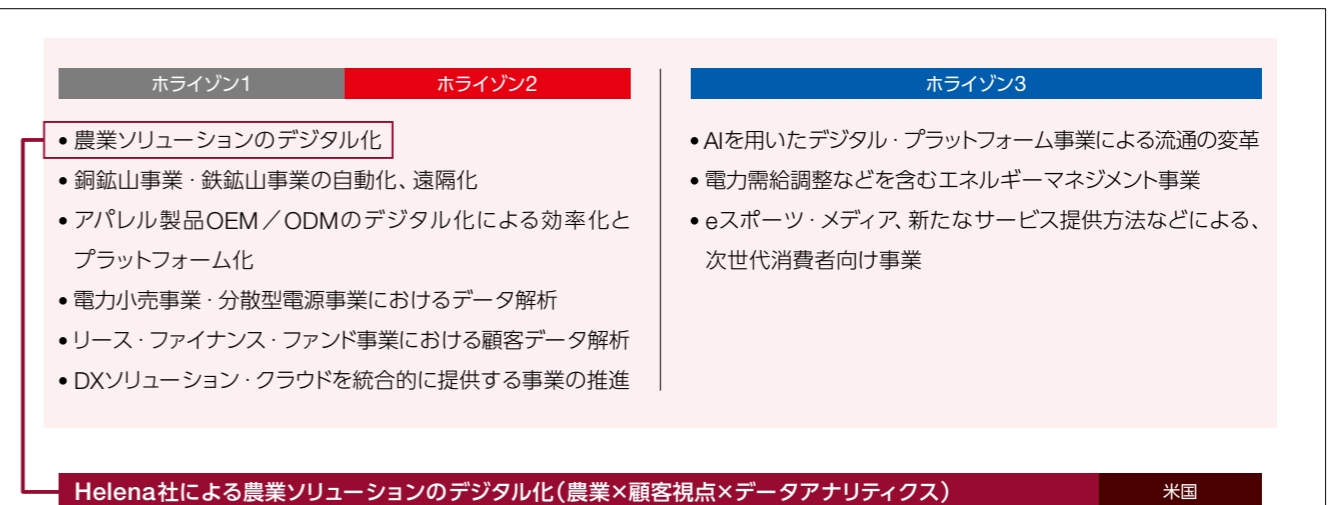 ホライゾン1
ホライゾン2
• 農業ソリューションのデジタル化
• 銅鉱山事業・鉄鉱山事業の自動化、遠隔化
• アパレル製品OEM／ODMのデジタル化による効率化と
プラットフォーム化
• 電力小売事業・分散型電源事業におけるデータ解析
• リース・ファイナンス・ファンド事業における顧客データ解析
• DXソリューション・クラウドを統合的に提供する事業の推進
ホライゾン3
• AIを用いたデジタル・プラットフォーム事業による流通の変革
• 電力需給調整などを含むエネルギーマネジメント事業
• eスポーツ・メディア、新たなサービス提供方法などによる、
次世代消費者向け事業
Helena社による農業ソリューションのデジタル化（農業×顧客視点×データアナリティクス）
米国